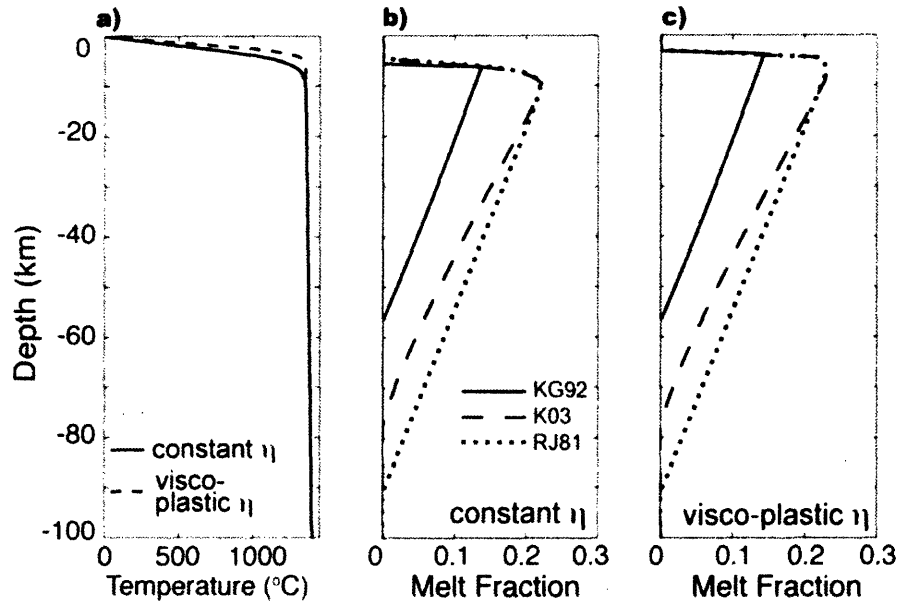 a)
b)
c)
0
-20
-40
-60
-80
-100
Depth (km)
constant η
visco-
plastic η
0 500 1000
Temperature (°C)
KG92
K03
RJ81
constant η
0 0.1 0.2 0.3
Melt Fraction
visco-plastic η
0 0.1 0.2 0.3
Melt Fraction